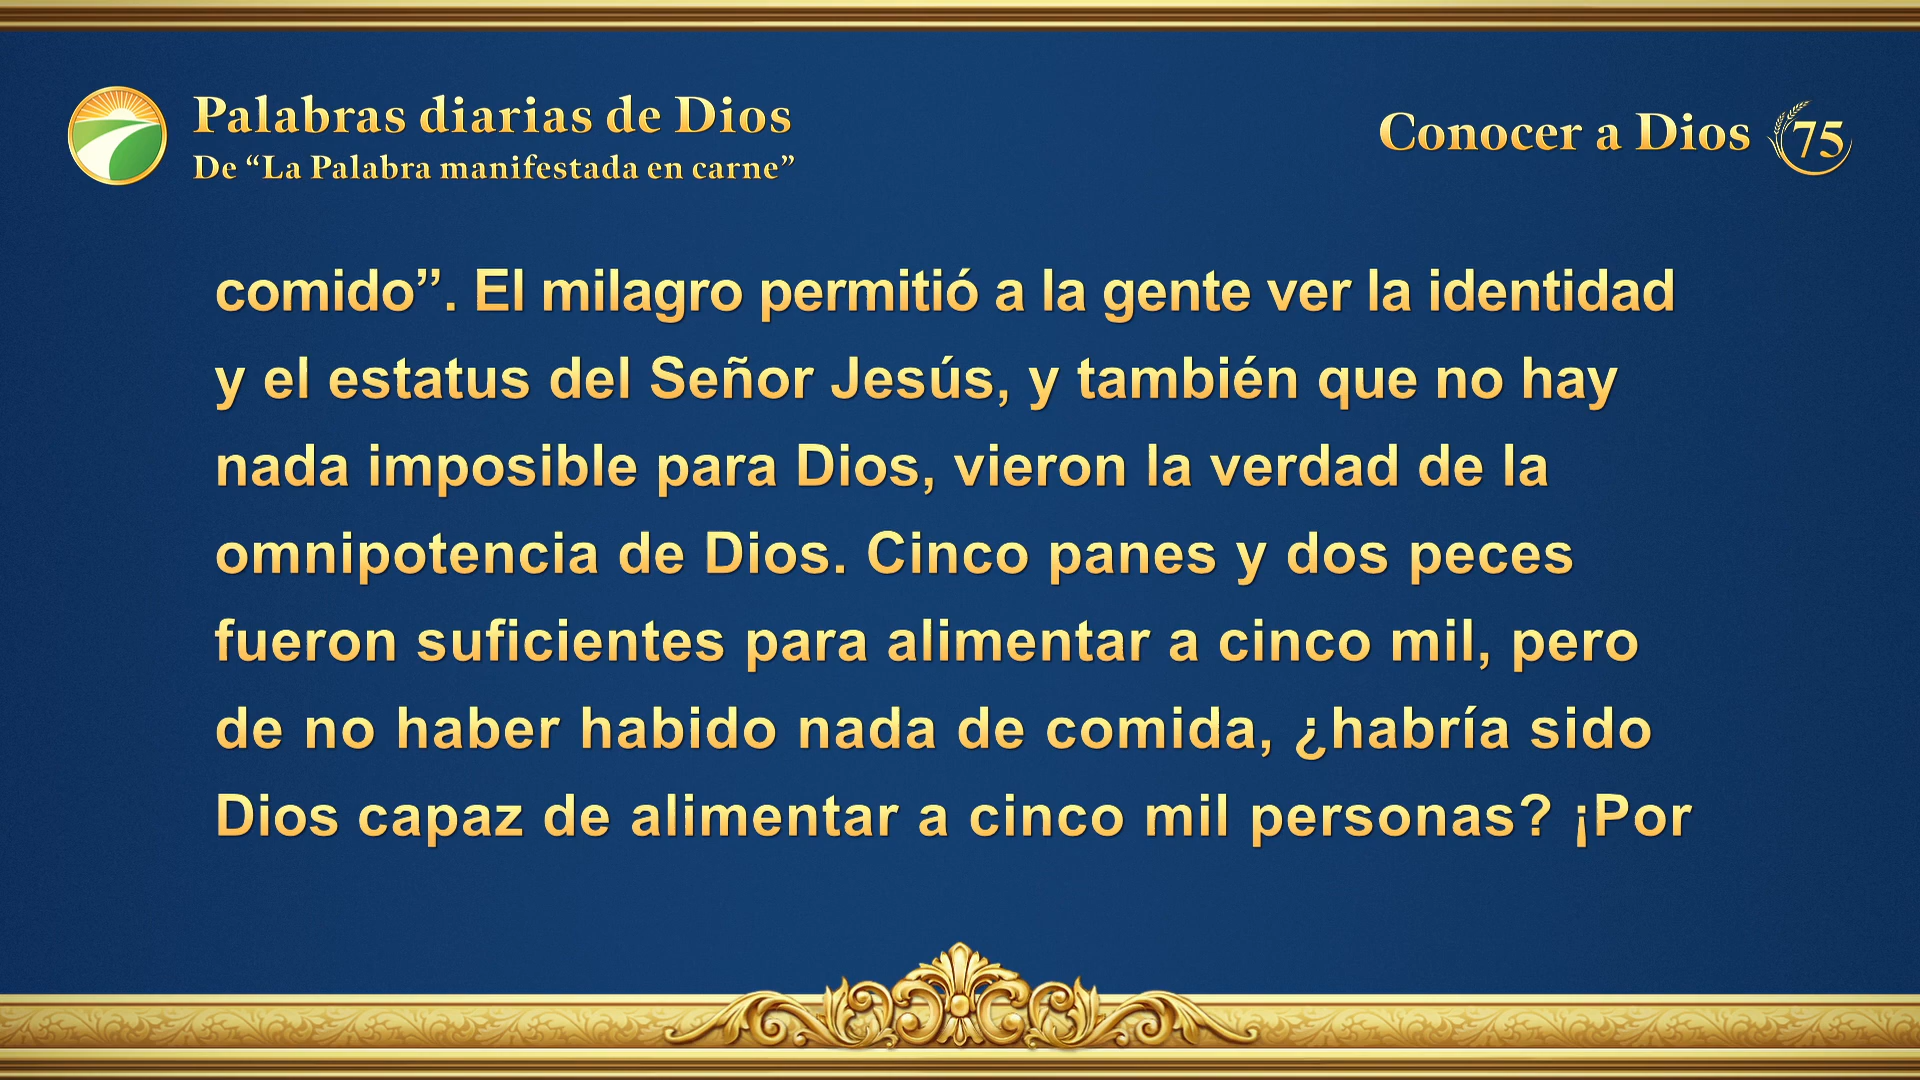 Palabras diarias de Dios
De “La Palabra manifestada en carne”
Conocer a Dios 75
comido”. El milagro permitió a la gente ver la identidad
y el estatus del Señor Jesús, y también que no hay
nada imposible para Dios, vieron la verdad de la
omnipotencia de Dios. Cinco panes y dos peces
fueron suficientes para alimentar a cinco mil, pero
de no haber habido nada de comida, ¿habría sido
Dios capaz de alimentar a cinco mil personas? ¡Por